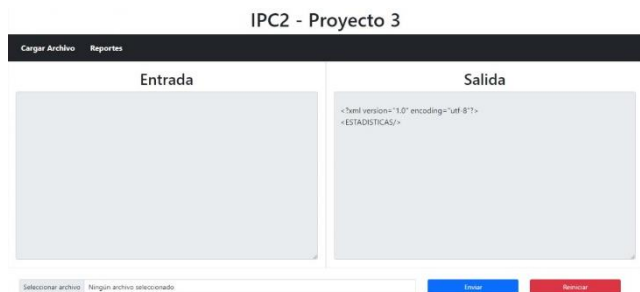 IPC2 - Proyecto 3
Cargar Archivo Reportes
Entrada
Salida
<?xml version="1.0" encoding="utf-8"?>
<ESTADISTICAS/>
Seleccionar archivo Ningún archivo seleccionado
Enviar
Reiniciar